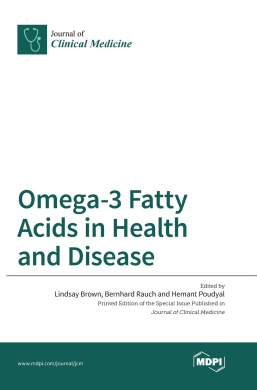 Journal of
Clinical Medicine
Omega-3 Fatty
Acids in Health
and Disease
Edited by
Lindsay Brown, Bernhard Rauch and Hemant Poudyal
Printed Edition of the Special Issue Published in
Journal of Clinical Medicine
www.mdpi.com/journal/jcm
MDPI